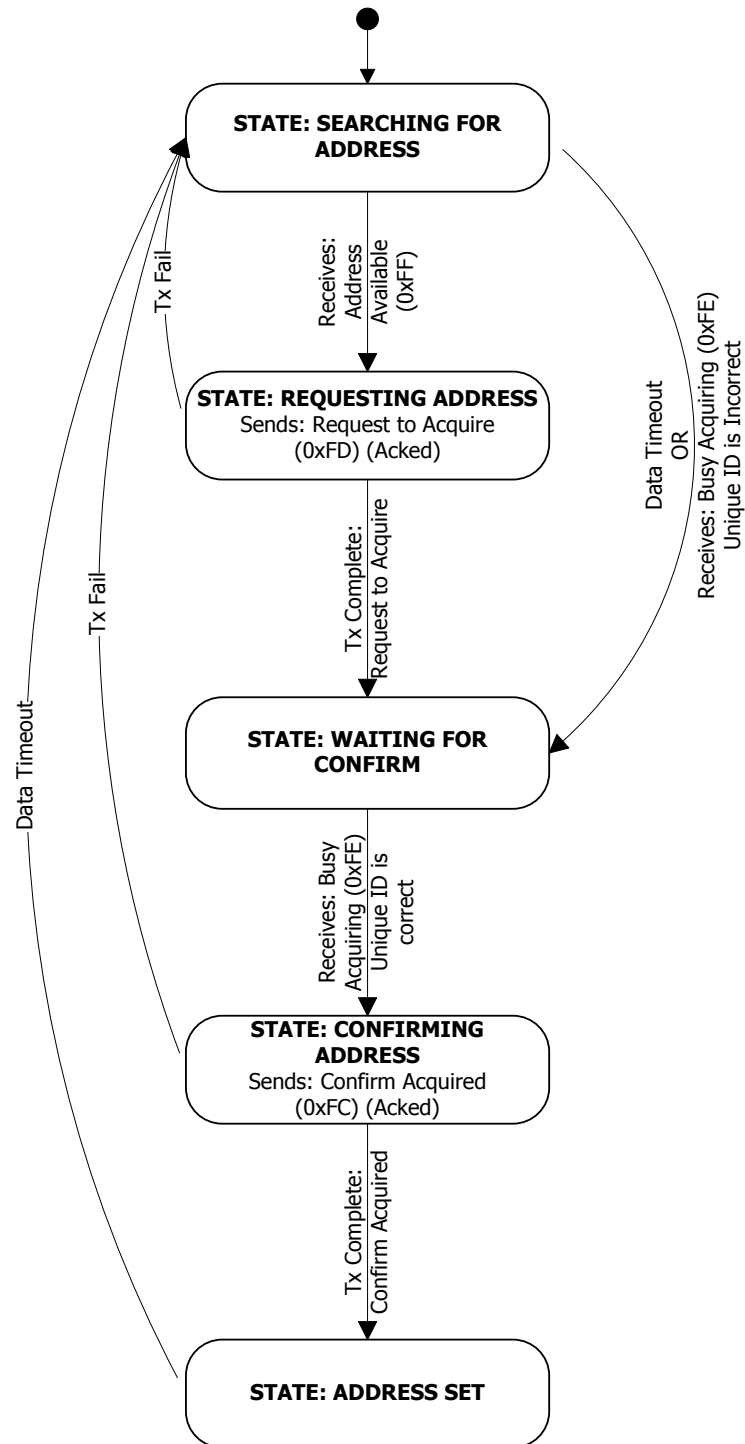 STATE: SEARCHING FOR
ADDRESS
Receives:
Address
Available
(0xFF)
Tx Fail
STATE: REQUESTING ADDRESS
Sends: Request to Acquire
(0xFD) (Acked)
Data Timeout
OR
Receives: Busy Acquiring (0xFE)
Unique ID is Incorrect
Tx Complete:
Request to Acquire
Tx Fail
STATE: WAITING FOR
CONFIRM
Data Timeout
Receives: Busy
Acquiring (0xFE)
Unique ID is
correct
STATE: CONFIRMING
ADDRESS
Sends: Confirm Acquired
(0xFC) (Acked)
Tx Complete:
Confirm Acquired
STATE: ADDRESS SET